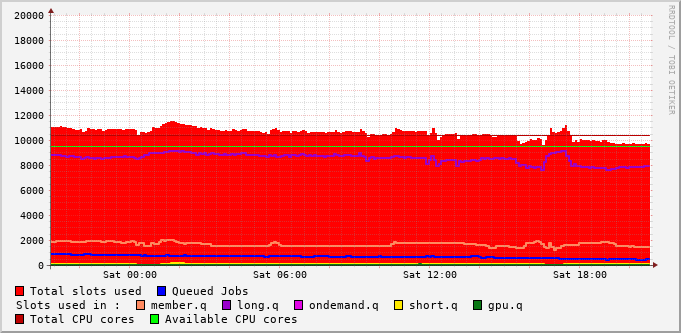 20000
18000
16000
14000
12000
10000
8000
6000
4000
2000
0
Sat 00:00 Sat 06:00 Sat 12:00 Sat 18:00
RRDTOOL / TOBI OETIKER
Total slots used Queued Jobs
Slots used in : member.q long.q ondemand.q short.q gpu.q
Total CPU cores Available CPU cores